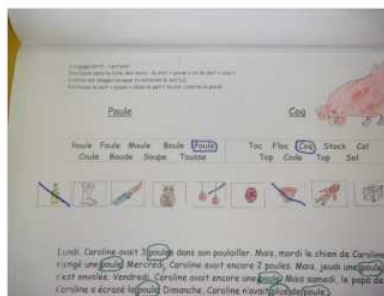 Poule
Coq
Roule Foule Moule Boule Poule
Toc Floc Coq Stock Col
Coule Boude Soupe Tousse
Top Code Top Sol
Lundi, Caroline avait 3 poules dans son poulailler. Mais, mardi le chien de Caroline
mangé une poule. Mercredi, Caroline avait encore 2 poules. Mais, jeudi une poule
s'est envolée. Vendredi, Caroline avait encore une poule. Mais samedi, le papa de
Caroline a écrasé la poule. Dimanche, Caroline n'avait plus de poule.